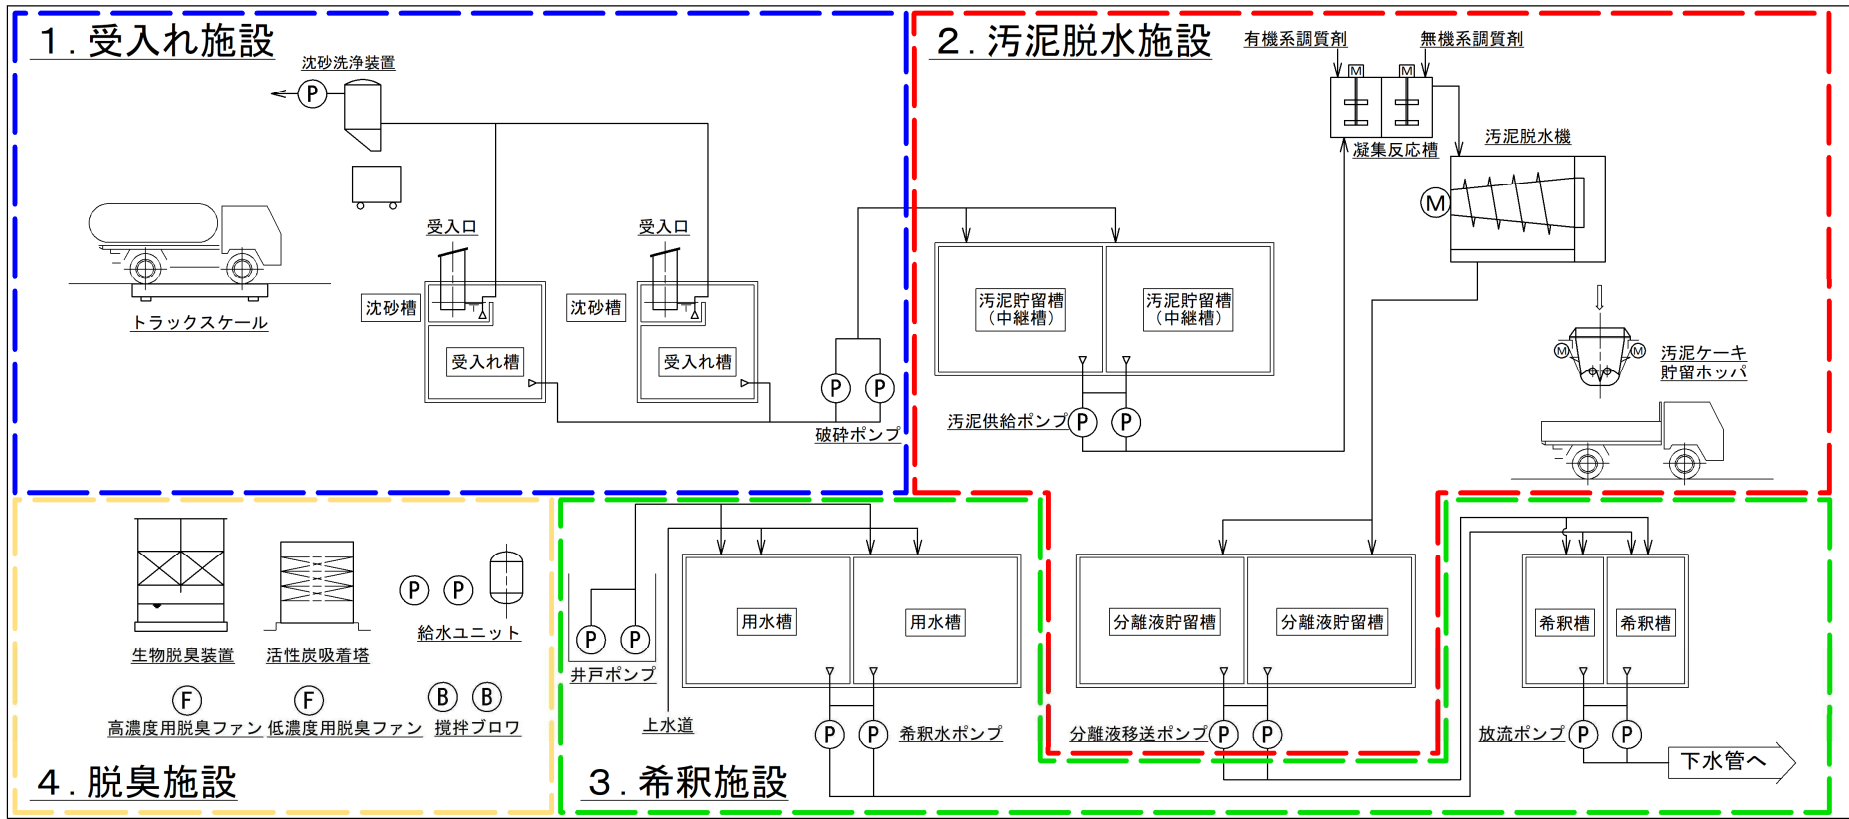 1.受入れ施設
沈砂洗浄装置
P
トラックスケール
受入口
受入口
沈砂槽
沈砂槽
受入れ槽
受入れ槽
P
P
破砕ポンプ
2.汚泥脱水施設
有機系調質剤
無機系調質剤
M
M
凝集反応槽
汚泥脱水機
M
汚泥貯留槽
(中継槽)
汚泥貯留槽
(中継槽)
汚泥供給ポンプ
P
P
M
M
汚泥ケーキ
貯留ホッパ
分離液貯留槽
分離液貯留槽
分離液移送ポンプ
P
P
生物脱臭装置
活性炭吸着塔
P
P
給水ユニット
F
高濃度用脱臭ファン
F
低濃度用脱臭ファン
B
B
撹拌ブロワ
4.脱臭施設
P
P
井戸ポンプ
上水道
用水槽
用水槽
P
P
希釈水ポンプ
3.希釈施設
希釈槽
希釈槽
放流ポンプ
P
P
下水管へ